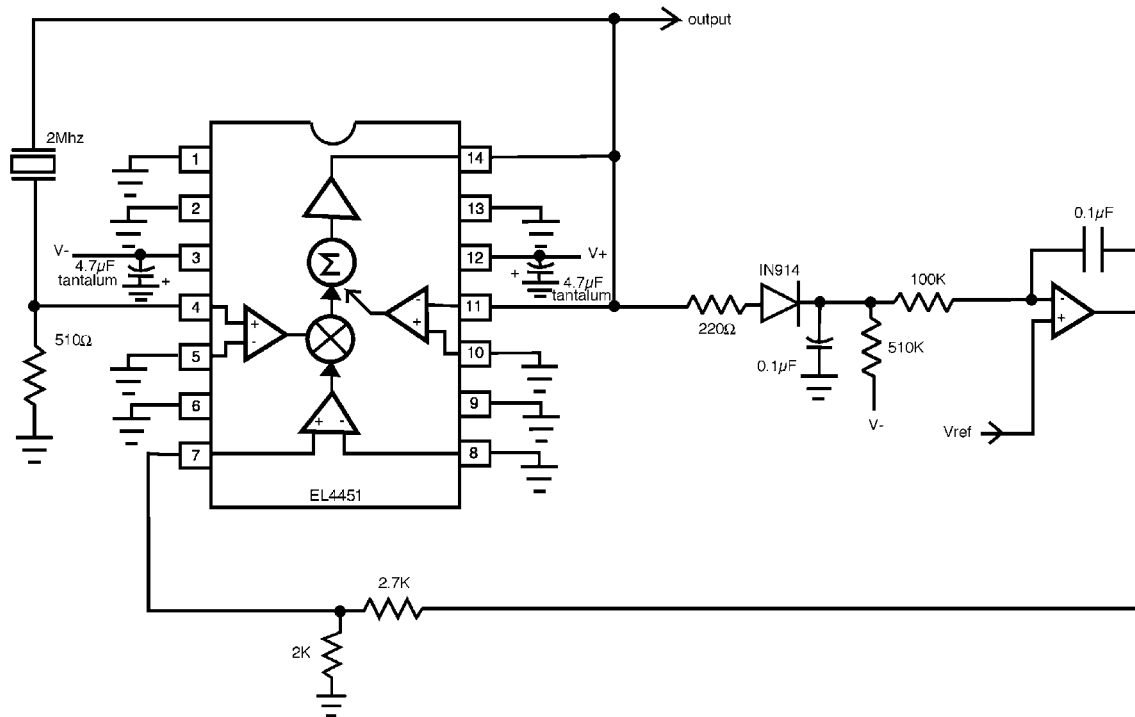 output
2Mhz
1
14
2
13
0.1µF
V-
3
12
V+
4.7µF
tantalum
+
Σ
+
4.7µF
tantalum
IN914
100K
4
11
-
+
-
+
220Ω
510Ω
+
-
5
10
0.1µF
510K
6
9
V-
Vref
+ -
7
8
EL4451
2.7K
2K